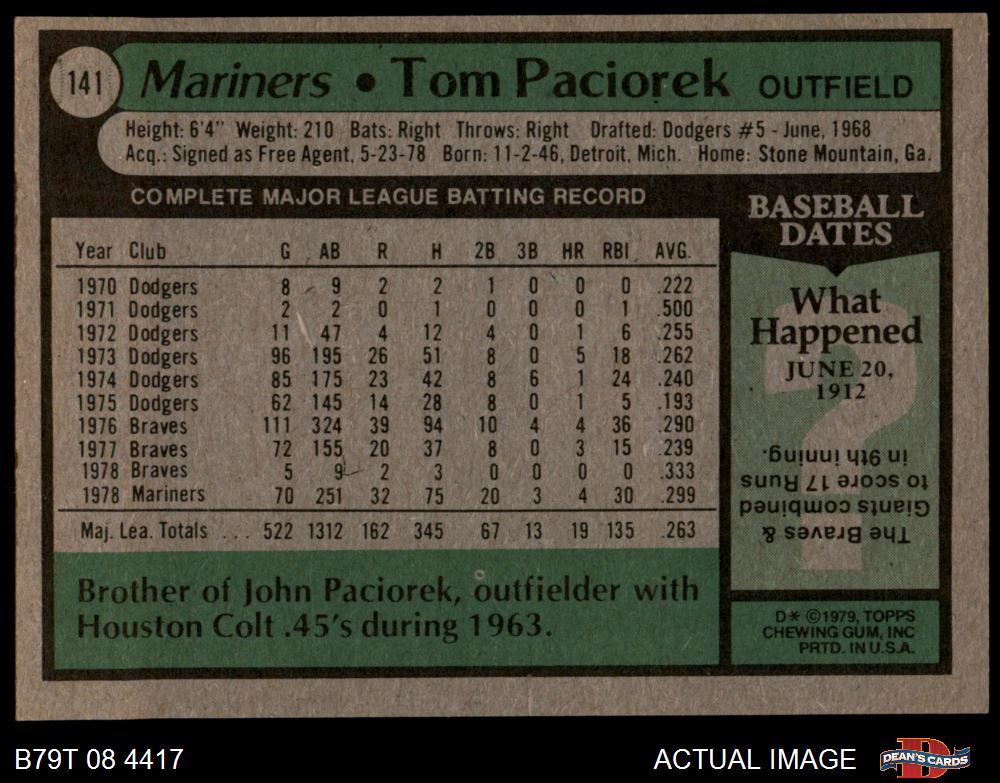 141
Mariners • Tom Paciorek OUTFIELD
Height: 6'4" Weight: 210 Bats: Right Throws: Right Drafted: Dodgers #5 - June, 1968
Acq.: Signed as Free Agent, 5-23-78 Born: 11-2-46, Detroit, Mich. Home: Stone Mountain, Ga.
COMPLETE MAJOR LEAGUE BATTING RECORD
Year Club G AB R H 2B 3B HR RBI AVG.
1970 Dodgers 8 9 2 2 1 0 0 0 .222
1971 Dodgers 2 2 0 1 0 0 0 1 .500
1972 Dodgers 11 47 4 12 4 0 1 6 .255
1973 Dodgers 96 195 26 51 8 0 5 18 .262
1974 Dodgers 85 175 23 42 8 6 1 24 .240
1975 Dodgers 62 145 14 28 8 0 1 5 .193
1976 Braves 111 324 39 94 10 4 4 36 .290
1977 Braves 72 155 20 37 8 0 3 15 .239
1978 Braves 5 9 2 3 0 0 0 0 .333
1978 Mariners 70 251 32 75 20 3 4 30 .299
Maj. Lea. Totals ... 522 1312 162 345 67 13 19 135 .263
Brother of John Paciorek, outfielder with
Houston Colt .45's during 1963.
BASEBALL
DATES
What
Happened
JUNE 20,
1912
The Braves &
Giants combined
to score 17 Runs
in 9th inning.
D* ©1979, TOPPS
CHEWING GUM, INC
PRTD. IN U.S.A.
B79T 08 4417
ACTUAL IMAGE
DEAN'S CARDS